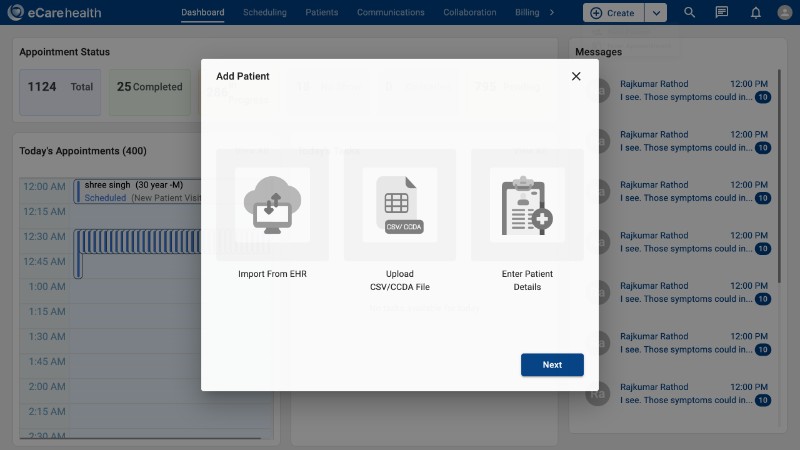 eCarehealth
Dashboard
Scheduling
Patients
Communications
Collaboration
Billing
Create
Appointment Status
1124 Total
25 Completed
Today's Appointments (400)
12:00 AM
shree singh (30 year -M)
Scheduled (New Patient Visit
12:15 AM
12:30 AM
12:45 AM
1:00 AM
1:15 AM
1:30 AM
1:45 AM
2:00 AM
2:15 AM
2:30 AM
Add Patient
CSV/ CCDA
Import From EHR
Upload
CSV/CCDA File
Enter Patient
Details
Next
Messages
Rajkumar Rathod 12:00 PM
I see. Those symptoms could in... 10
Rajkumar Rathod 12:00 PM
I see. Those symptoms could in... 10
Rajkumar Rathod 12:00 PM
I see. Those symptoms could in... 10
Rajkumar Rathod 12:00 PM
I see. Those symptoms could in... 10
Rajkumar Rathod 12:00 PM
I see. Those symptoms could in... 10
Rajkumar Rathod 12:00 PM
I see. Those symptoms could in... 10
Ra
Rajkumar Rathod 12:00 PM
I see. Those symptoms could in... 10